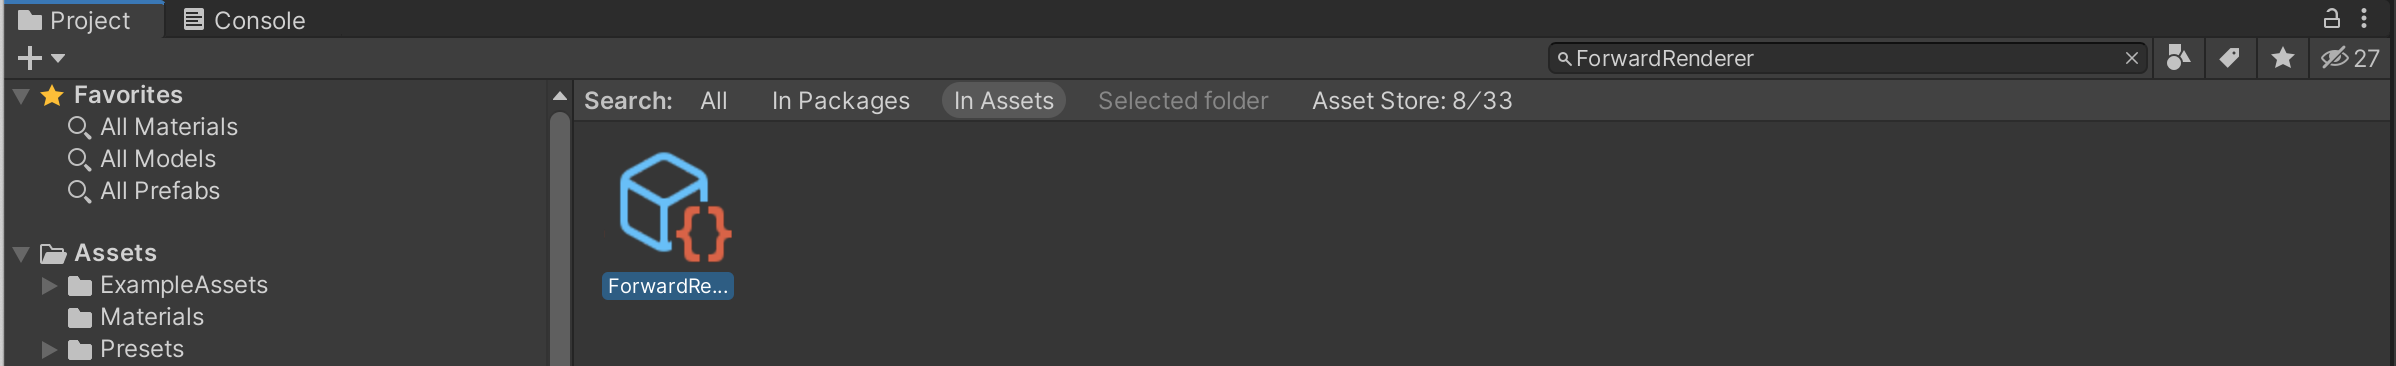 Project Console
ForwardRenderer 27
Favorites
All Materials
All Models
All Prefabs
Assets
ExampleAssets
Materials
Presets
Search: All In Packages In Assets Selected folder Asset Store: 8/33
ForwardRe...